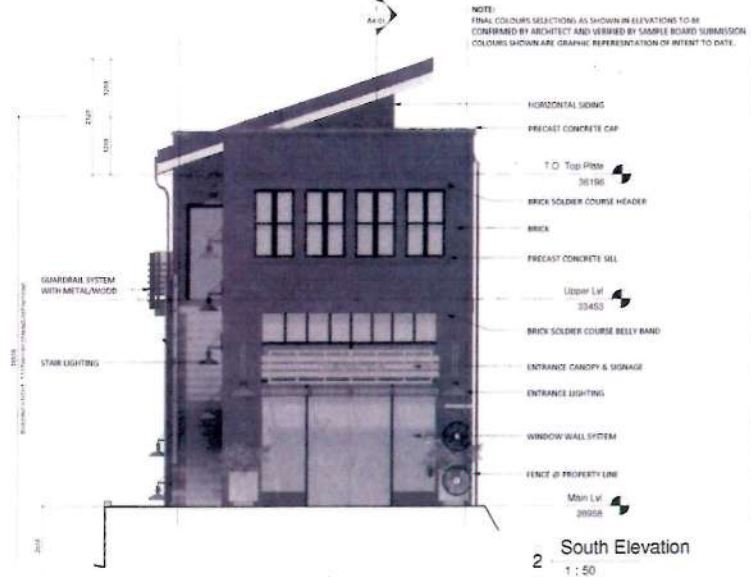 A4.01
NOTE:
FINAL COLOURS SELECTIONS AS SHOWN IN ELEVATIONS TO BE
CONFIRMED BY ARCHITECT AND VERIFIED BY SAMPLE BOARD SUBMISSION
COLOURS SHOWN ARE GRAPHIC REPERESNTATION OF INTENT TO DATE.
HORIZONTAL SIDING
PRECAST CONCRETE CAP
T.O. Top Plate
36196
BRICK SOLDIER COURSE HEADER
BRICK
PRECAST CONCRETE SILL
GUARDRAIL SYSTEM
WITH METAL/WOOD
Upper Lvl
33453
BRICK SOLDIER COURSE BELLY BAND
STAIR LIGHTING
ENTRANCE CANOPY & SIGNAGE
ENTRANCE LIGHTING
WINDOW WALL SYSTEM
FENCE @ PROPERTY LINE
Main Lvl
28958
2 South Elevation
1 : 50